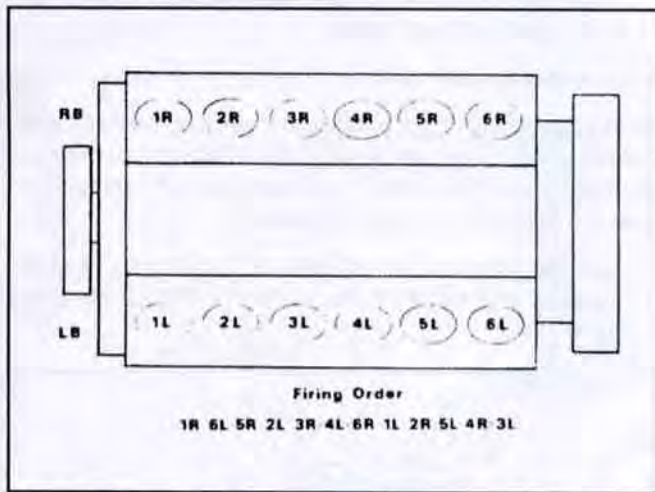 RB 1R 2R 3R 4R 5R 6R
LB 1L 2L 3L 4L 5L 6L
Firing Order
1R 6L 5R 2L 3R 4L 6R 1L 2R 5L 4R 3L